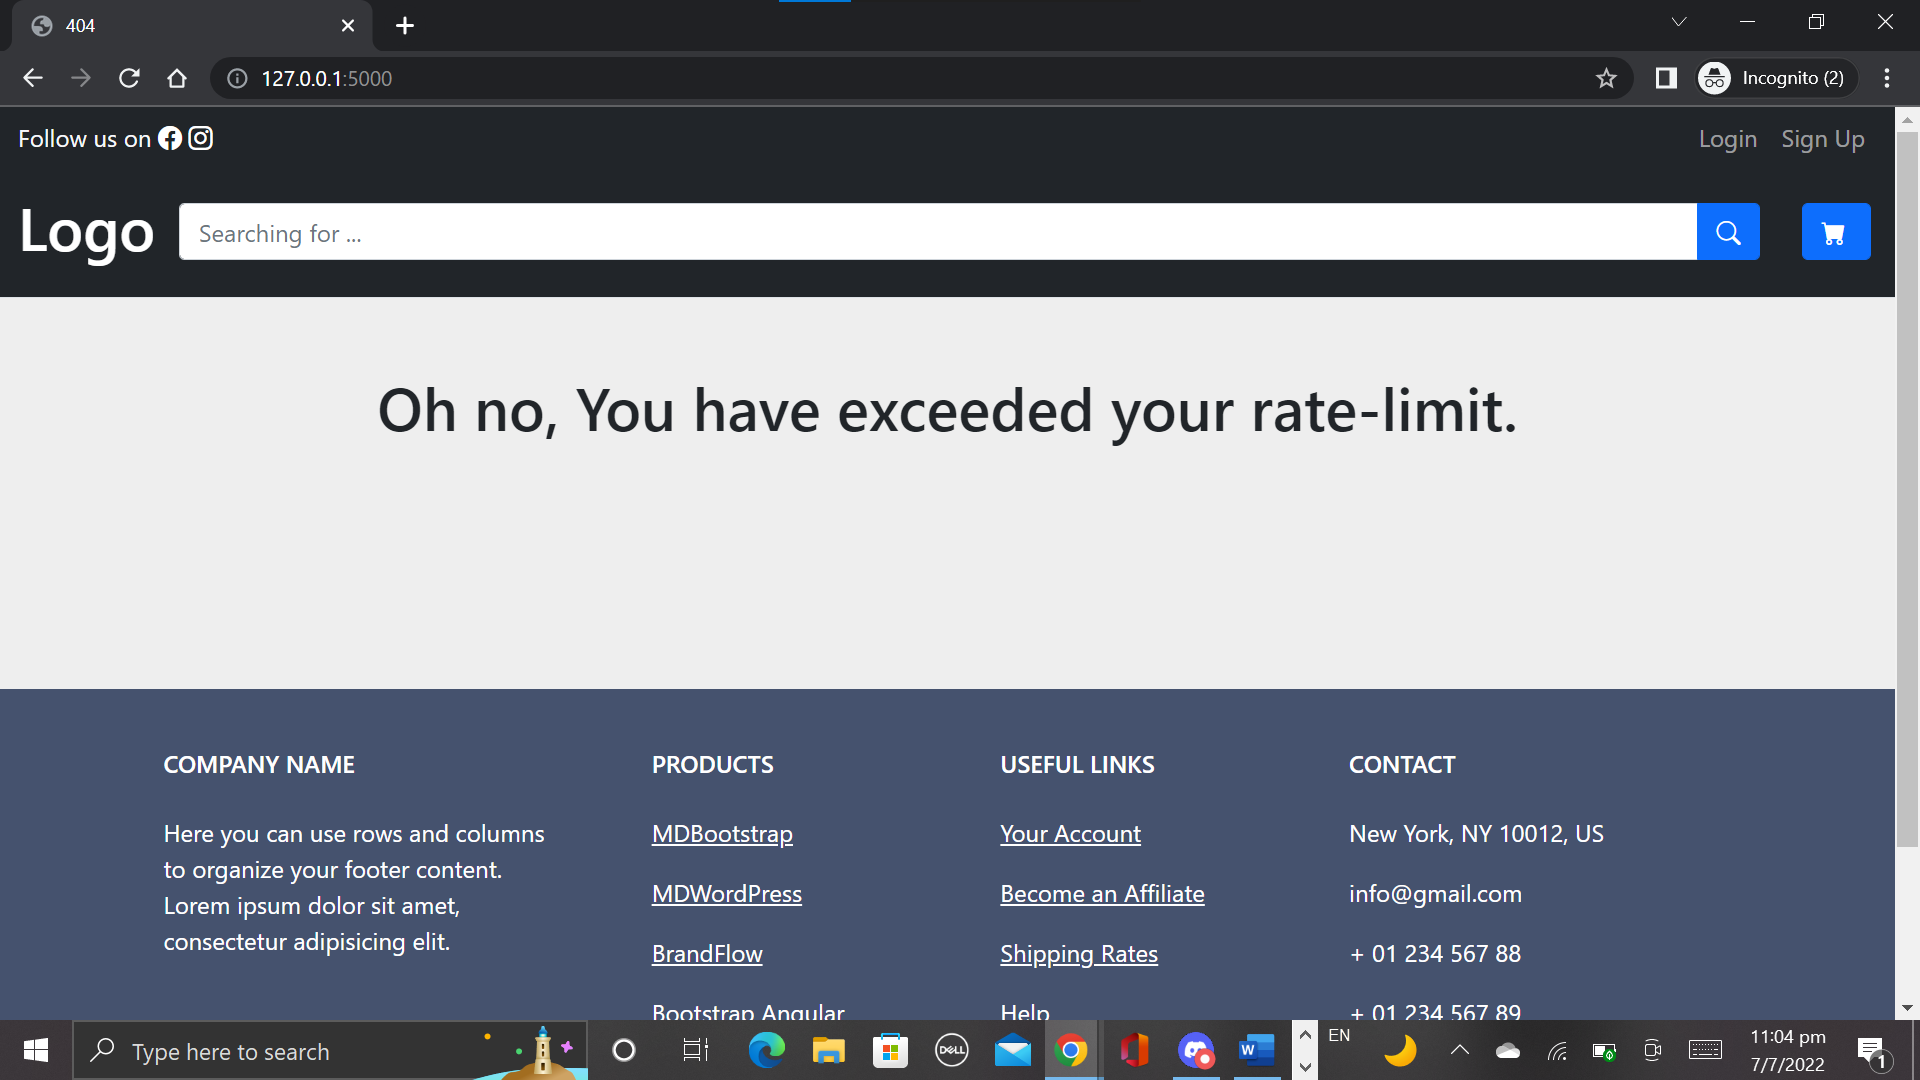 404
127.0.0.1:5000
Incognito (2)
Follow us on
Login Sign Up
Logo
Searching for ...
Oh no, You have exceeded your rate-limit.
COMPANY NAME
Here you can use rows and columns
to organize your footer content.
Lorem ipsum dolor sit amet,
consectetur adipisicing elit.
PRODUCTS
MDBootstrap
MDWordPress
BrandFlow
Bootstrap Angular
USEFUL LINKS
Your Account
Become an Affiliate
Shipping Rates
Help
CONTACT
New York, NY 10012, US
info@gmail.com
+ 01 234 567 88
+ 01 234 567 89
Type here to search
DELL
W
EN
11:04 pm
7/7/2022
1